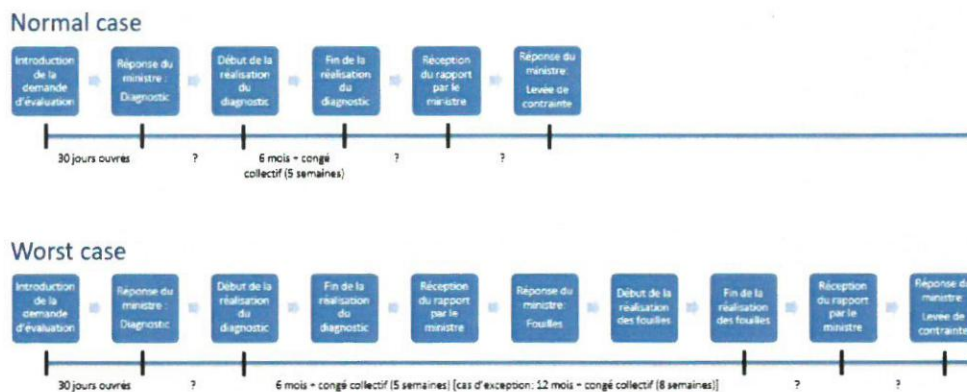 Normal case
Introduction
de la
demande
d'évaluation
Réponse du
ministre :
Diagnostic
Début de la
réalisation
du
diagnostic
Fin de la
réalisation
du
diagnostic
Réception
du rapport
par le
ministre
Réponse du
ministre:
Levée de
contrainte
30 jours ouvrés
?
6 mois + congé
collectif (5 semaines)
?
?
Worst case
Introduction
de la
demande
d'évaluation
Réponse du
ministre :
Diagnostic
Début de la
réalisation
du
diagnostic
Fin de la
réalisation
du
diagnostic
Réception
du rapport
par le
ministre
Réponse du
ministre:
Fouilles
Début de la
réalisation
des fouilles
Fin de la
réalisation
des fouilles
Réception
du rapport
par le
ministre
Réponse du
ministre
Levée de
contrainte
30 jours ouvrés
?
6 mois + congé collectif (5 semaines) [cas d'exception: 12 mois + congé collectif (8 semaines)]
?
?